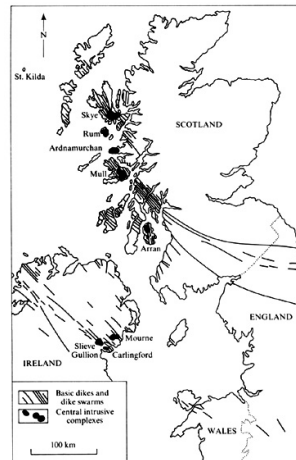 N
St. Kilda
Skye
SCOTLAND
Rum
Ardnamurchan
Mull
Arran
ENGLAND
Mourne
Slieve
Gullion
Carlingford
IRELAND
Basic dikes and
dike swarms
Central intrusive
complexes
WALES
100 km